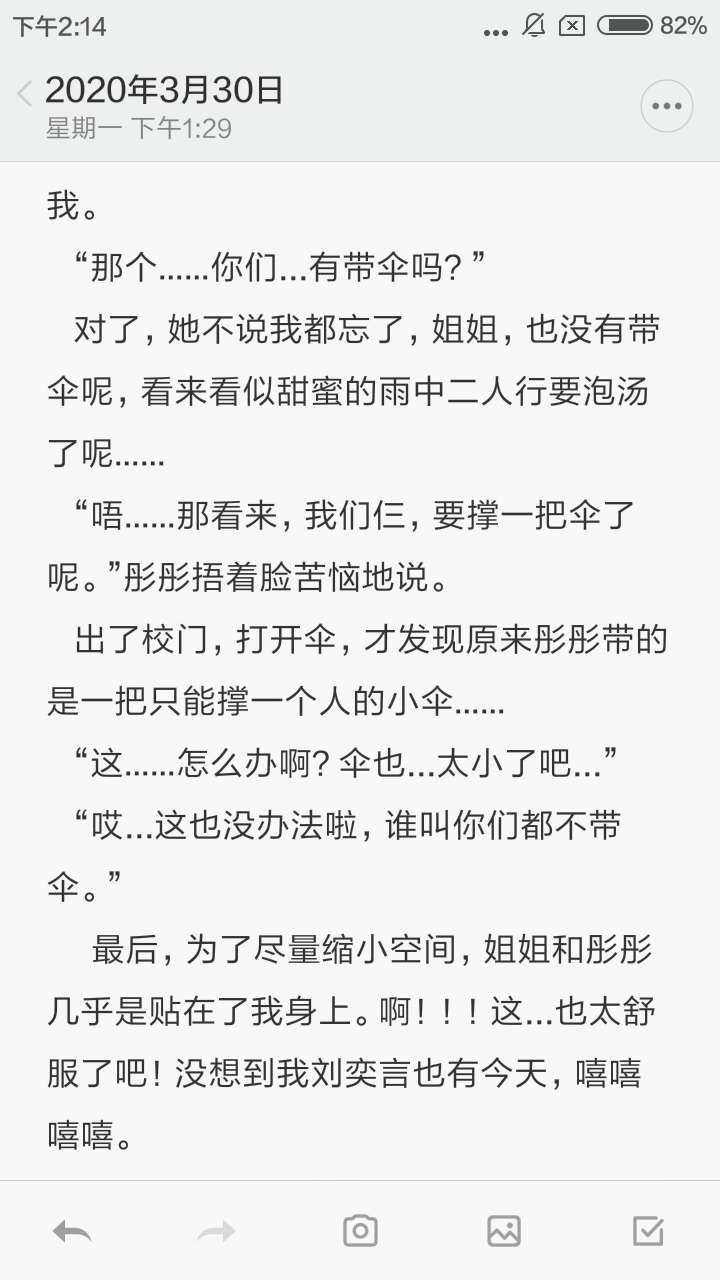 下午2:14
82%
2020年3月30日
星期一 下午1:29
我。
“那个……你们…有带伞吗?”
对了,她不说我都忘了,姐姐,也没有带
伞呢,看来看似甜蜜的雨中二人行要泡汤
了呢……
“唔……那看来,我们仨,要撑一把伞了
呢。”彤彤捂着脸苦恼地说。
出了校门,打开伞,才发现原来彤彤带的
是一把只能撑一个人的小伞……
“这……怎么办啊?伞也…太小了吧…”
“哎…这也没办法啦,谁叫你们都不带
伞。”
最后,为了尽量缩小空间,姐姐和彤彤
几乎是贴在了我身上。啊!!!这…也太舒
服了吧!没想到我刘奕言也有今天,嘻嘻
嘻嘻。